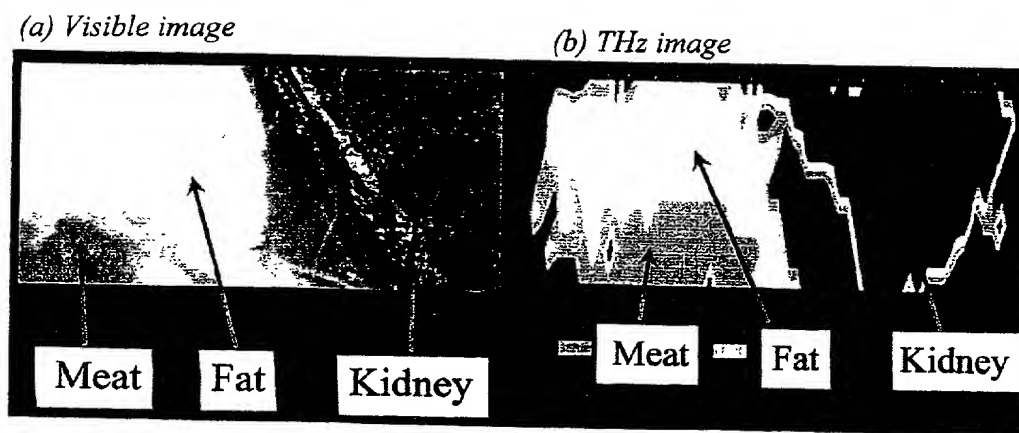 (a) Visible image
(b) THz image
Meat
Fat
Kidney
Meat
Fat
Kidney